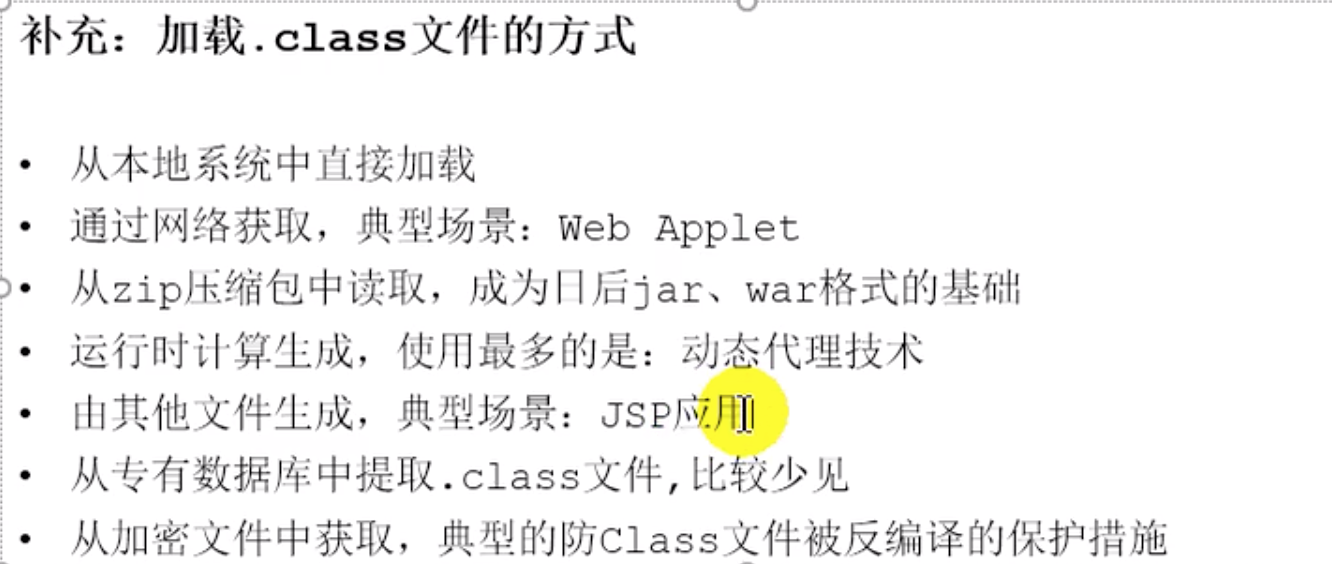 补充：加载.class文件的方式
• 从本地系统中直接加载
• 通过网络获取，典型场景：Web Applet
• 从zip压缩包中读取，成为日后jar、war格式的基础
• 运行时计算生成，使用最多的是：动态代理技术
• 由其他文件生成，典型场景：JSP应用
• 从专有数据库中提取.class文件,比较少见
• 从加密文件中获取，典型的防Class文件被反编译的保护措施